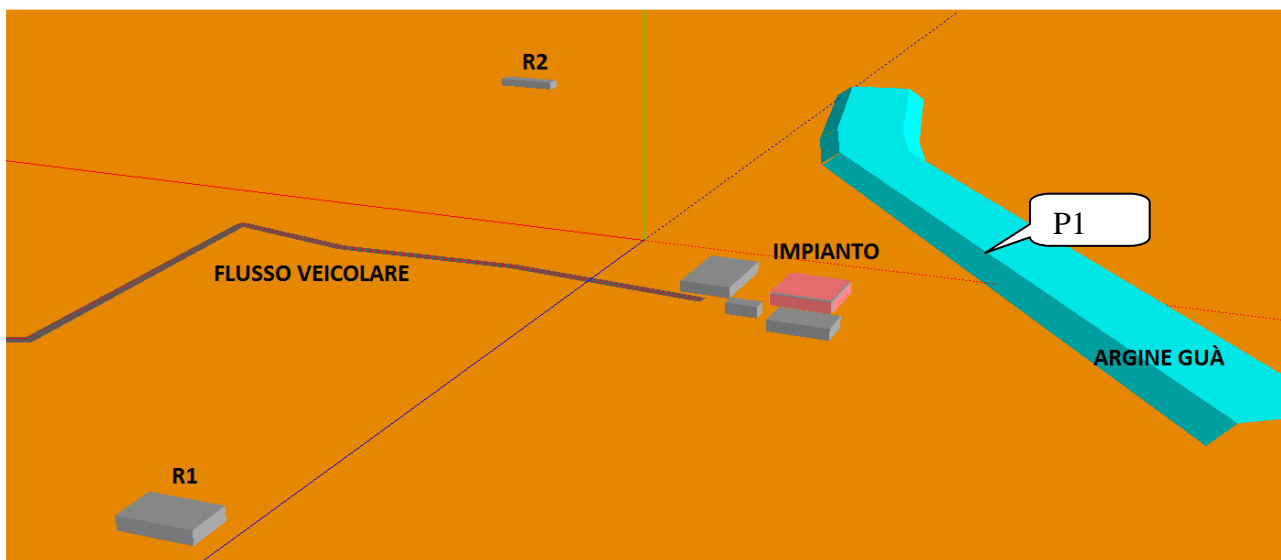 R2
P1
IMPIANTO
FLUSSO VEICOLARE
ARGINE GUÀ
R1